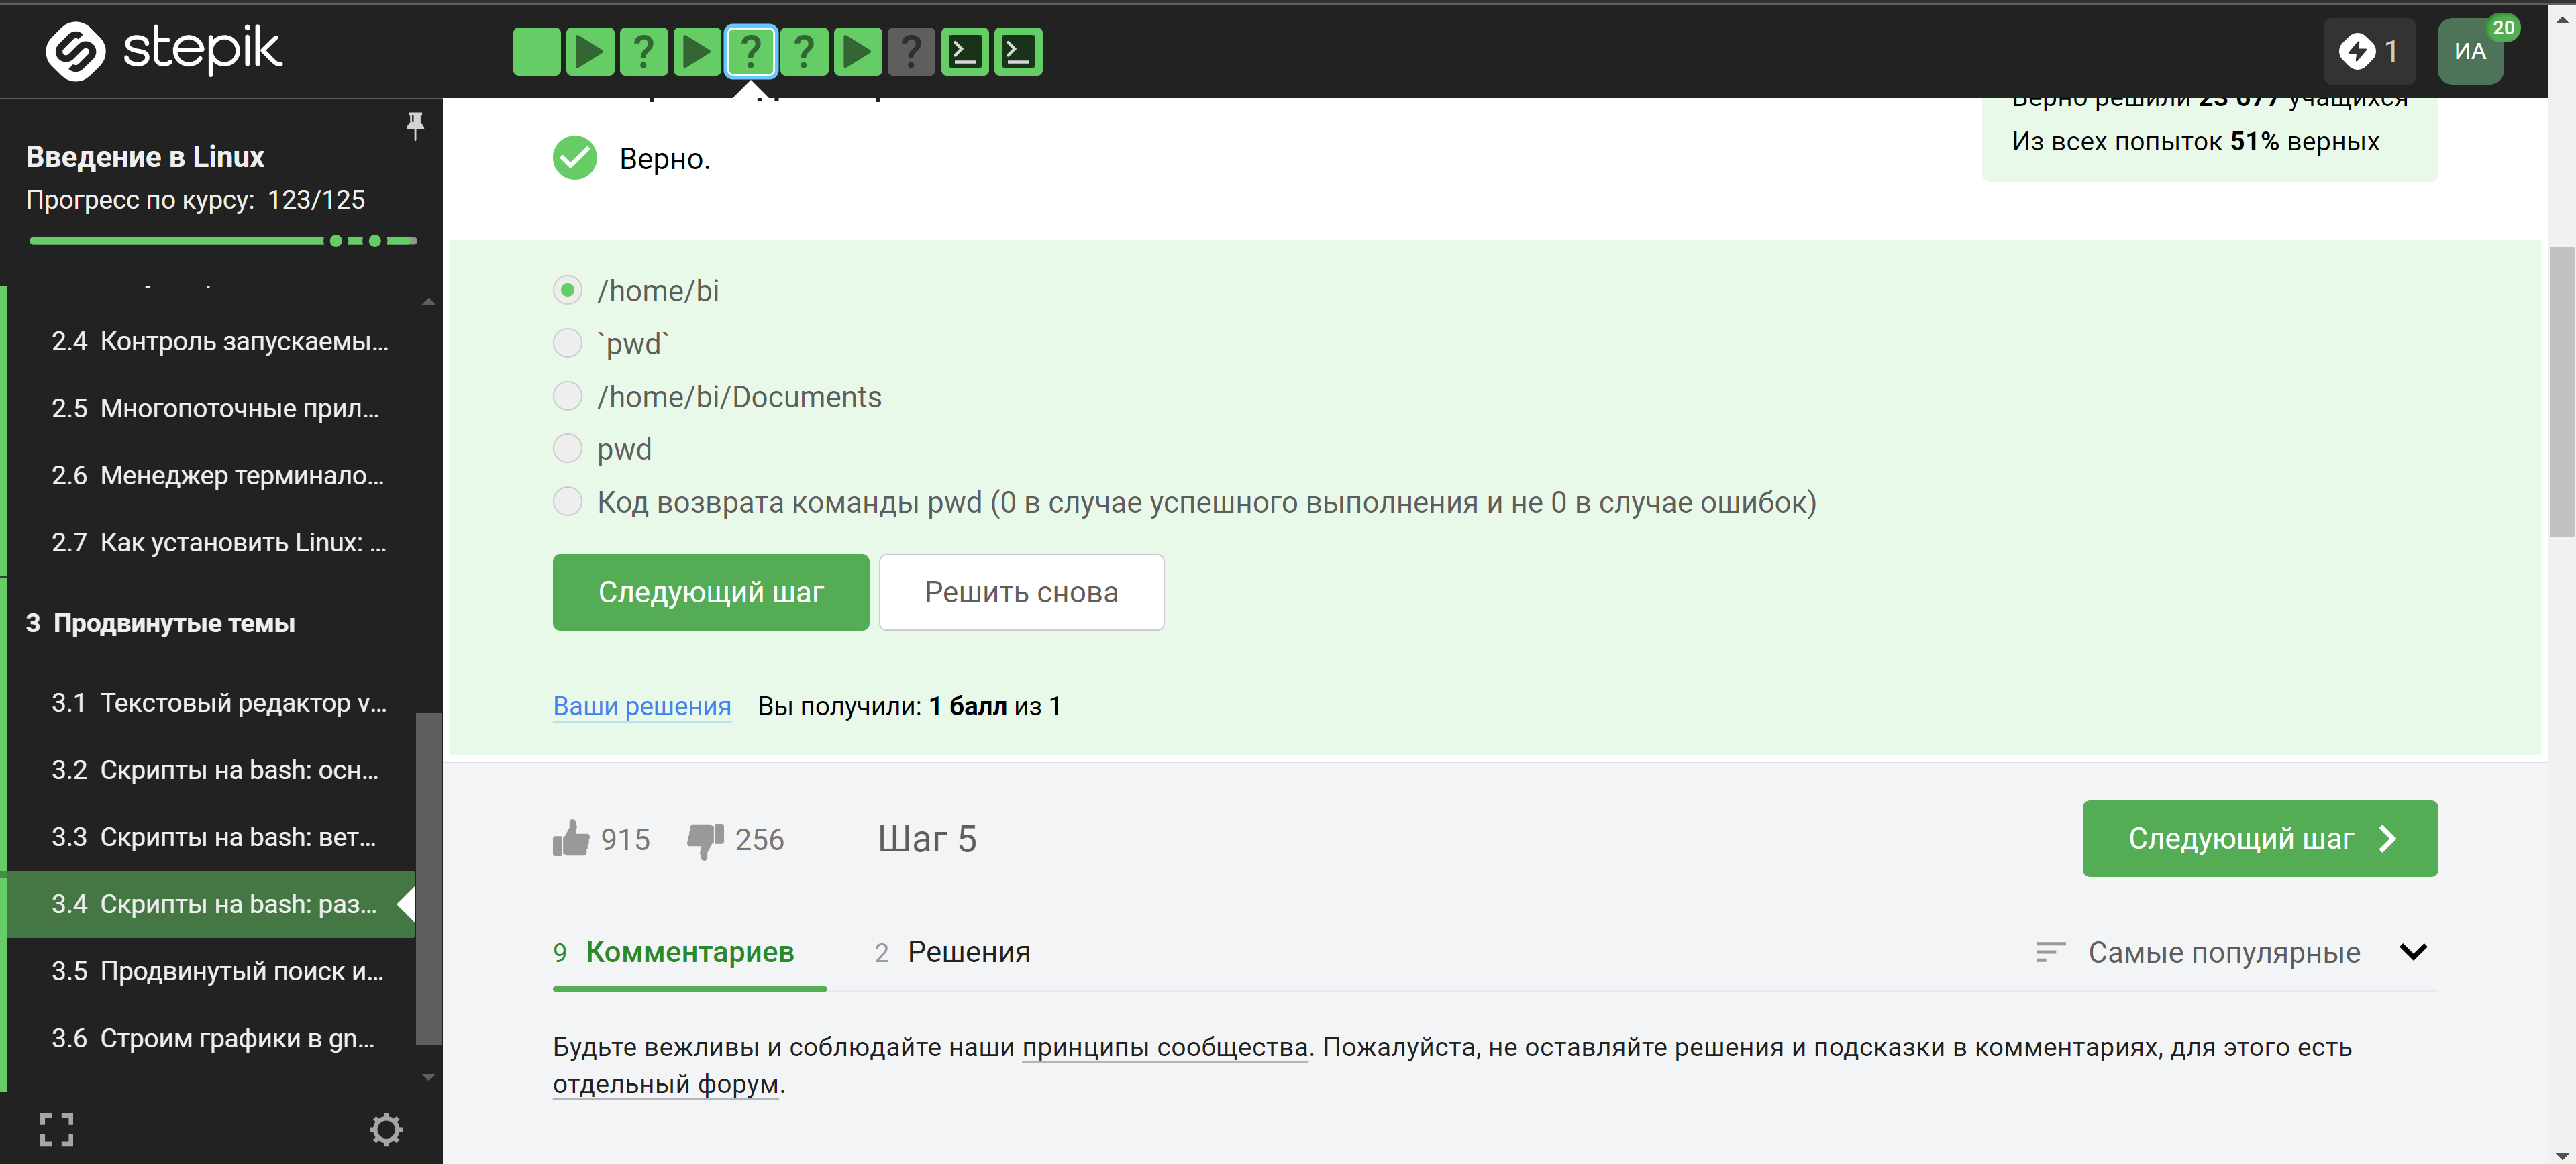 stepik
? ? ? ?
1
ИА
20
Введение в Linux
Прогресс по курсу: 123/125
2.4 Контроль запускаемы...
2.5 Многопоточные прил...
2.6 Менеджер терминало...
2.7 Как установить Linux: ...
3 Продвинутые темы
3.1 Текстовый редактор v...
3.2 Скрипты на bash: осн...
3.3 Скрипты на bash: вет...
3.4 Скрипты на bash: раз...
3.5 Продвинутый поиск и...
3.6 Строим графики в gn...
Верно решили 23 677 учащихся
Из всех попыток 51% верных
Верно.
/home/bi
`pwd`
/home/bi/Documents
pwd
Код возврата команды pwd (0 в случае успешного выполнения и не 0 в случае ошибок)
Следующий шаг
Решить снова
Ваши решения Вы получили: 1 балл из 1
915 256 Шаг 5
Следующий шаг
9 Комментариев 2 Решения
Самые популярные
Будьте вежливы и соблюдайте наши принципы сообщества. Пожалуйста, не оставляйте решения и подсказки в комментариях, для этого есть
отдельный форум.